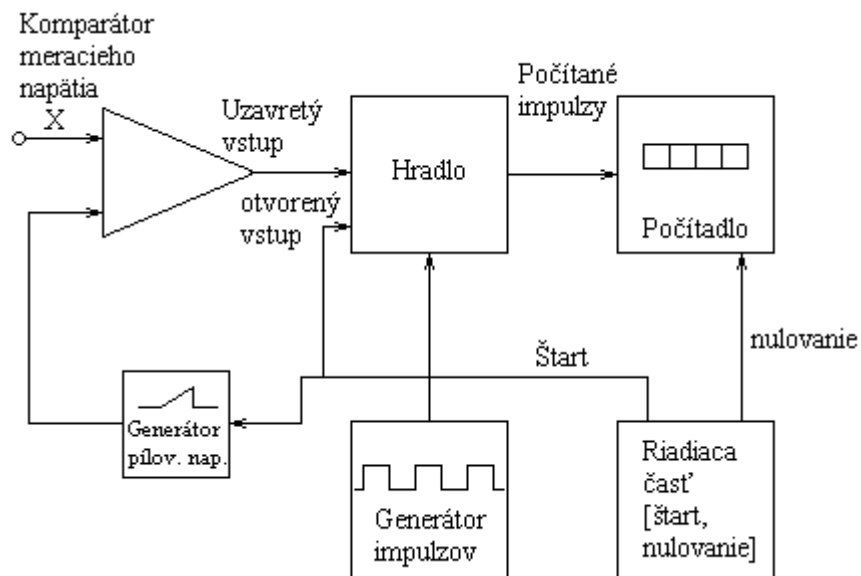 Komparátor
meracieho
napätia
X
Uzavretý
vstup
otvorený
vstup
Hradlo
Počítané
impulzy
Počítadlo
nulovanie
Štart
Generátor
pílov. nap.
Generátor
impulzov
Riadiaca
časť
[štart,
nulovanie]